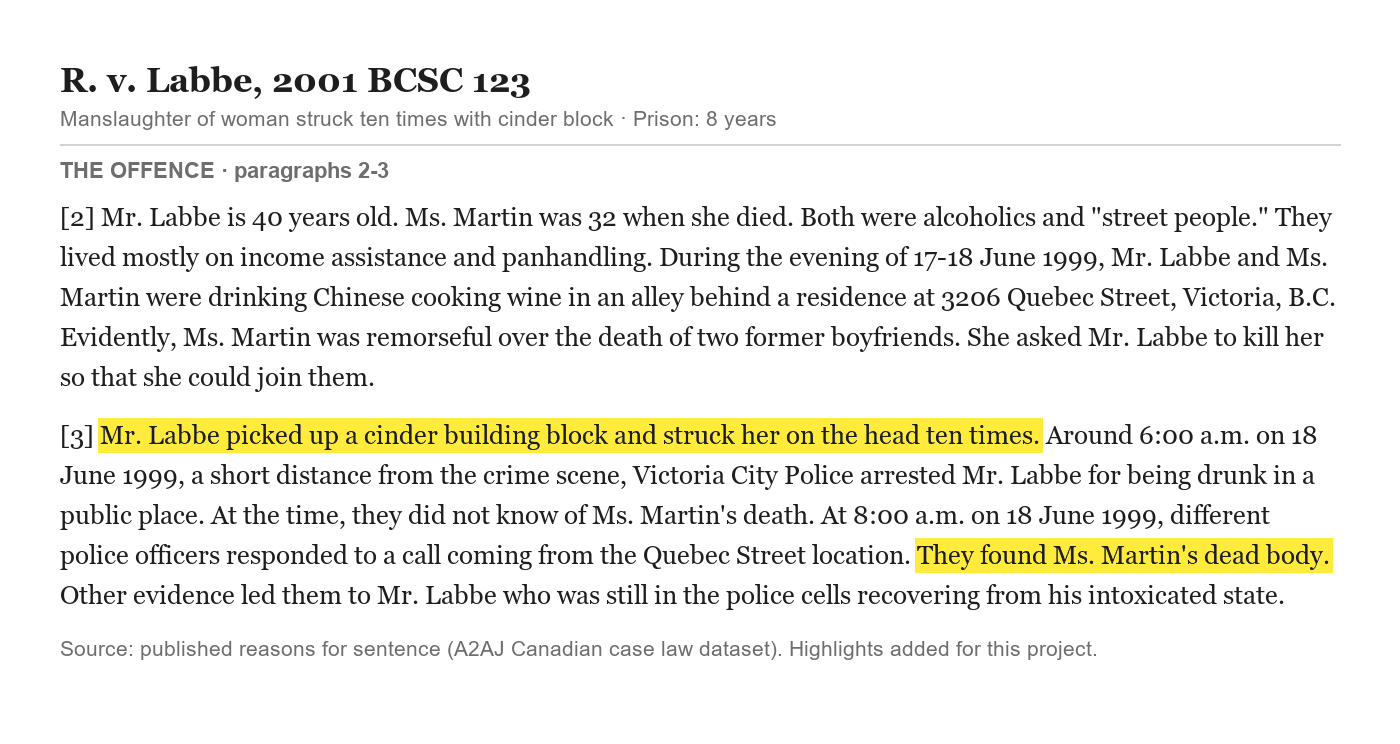 R. v. Labbe, 2001 BCSC 123
Manslaughter of woman struck ten times with cinder block · Prison: 8 years
THE OFFENCE · paragraphs 2-3
[2] Mr. Labbe is 40 years old. Ms. Martin was 32 when she died. Both were alcoholics and "street people." They
lived mostly on income assistance and panhandling. During the evening of 17-18 June 1999, Mr. Labbe and Ms.
Martin were drinking Chinese cooking wine in an alley behind a residence at 3206 Quebec Street, Victoria, B.C.
Evidently, Ms. Martin was remorseful over the death of two former boyfriends. She asked Mr. Labbe to kill her
so that she could join them.
[3] Mr. Labbe picked up a cinder building block and struck her on the head ten times. Around 6:00 a.m. on 18
June 1999, a short distance from the crime scene, Victoria City Police arrested Mr. Labbe for being drunk in a
public place. At the time, they did not know of Ms. Martin's death. At 8:00 a.m. on 18 June 1999, different
police officers responded to a call coming from the Quebec Street location. They found Ms. Martin's dead body.
Other evidence led them to Mr. Labbe who was still in the police cells recovering from his intoxicated state.
Source: published reasons for sentence (A2AJ Canadian case law dataset). Highlights added for this project.